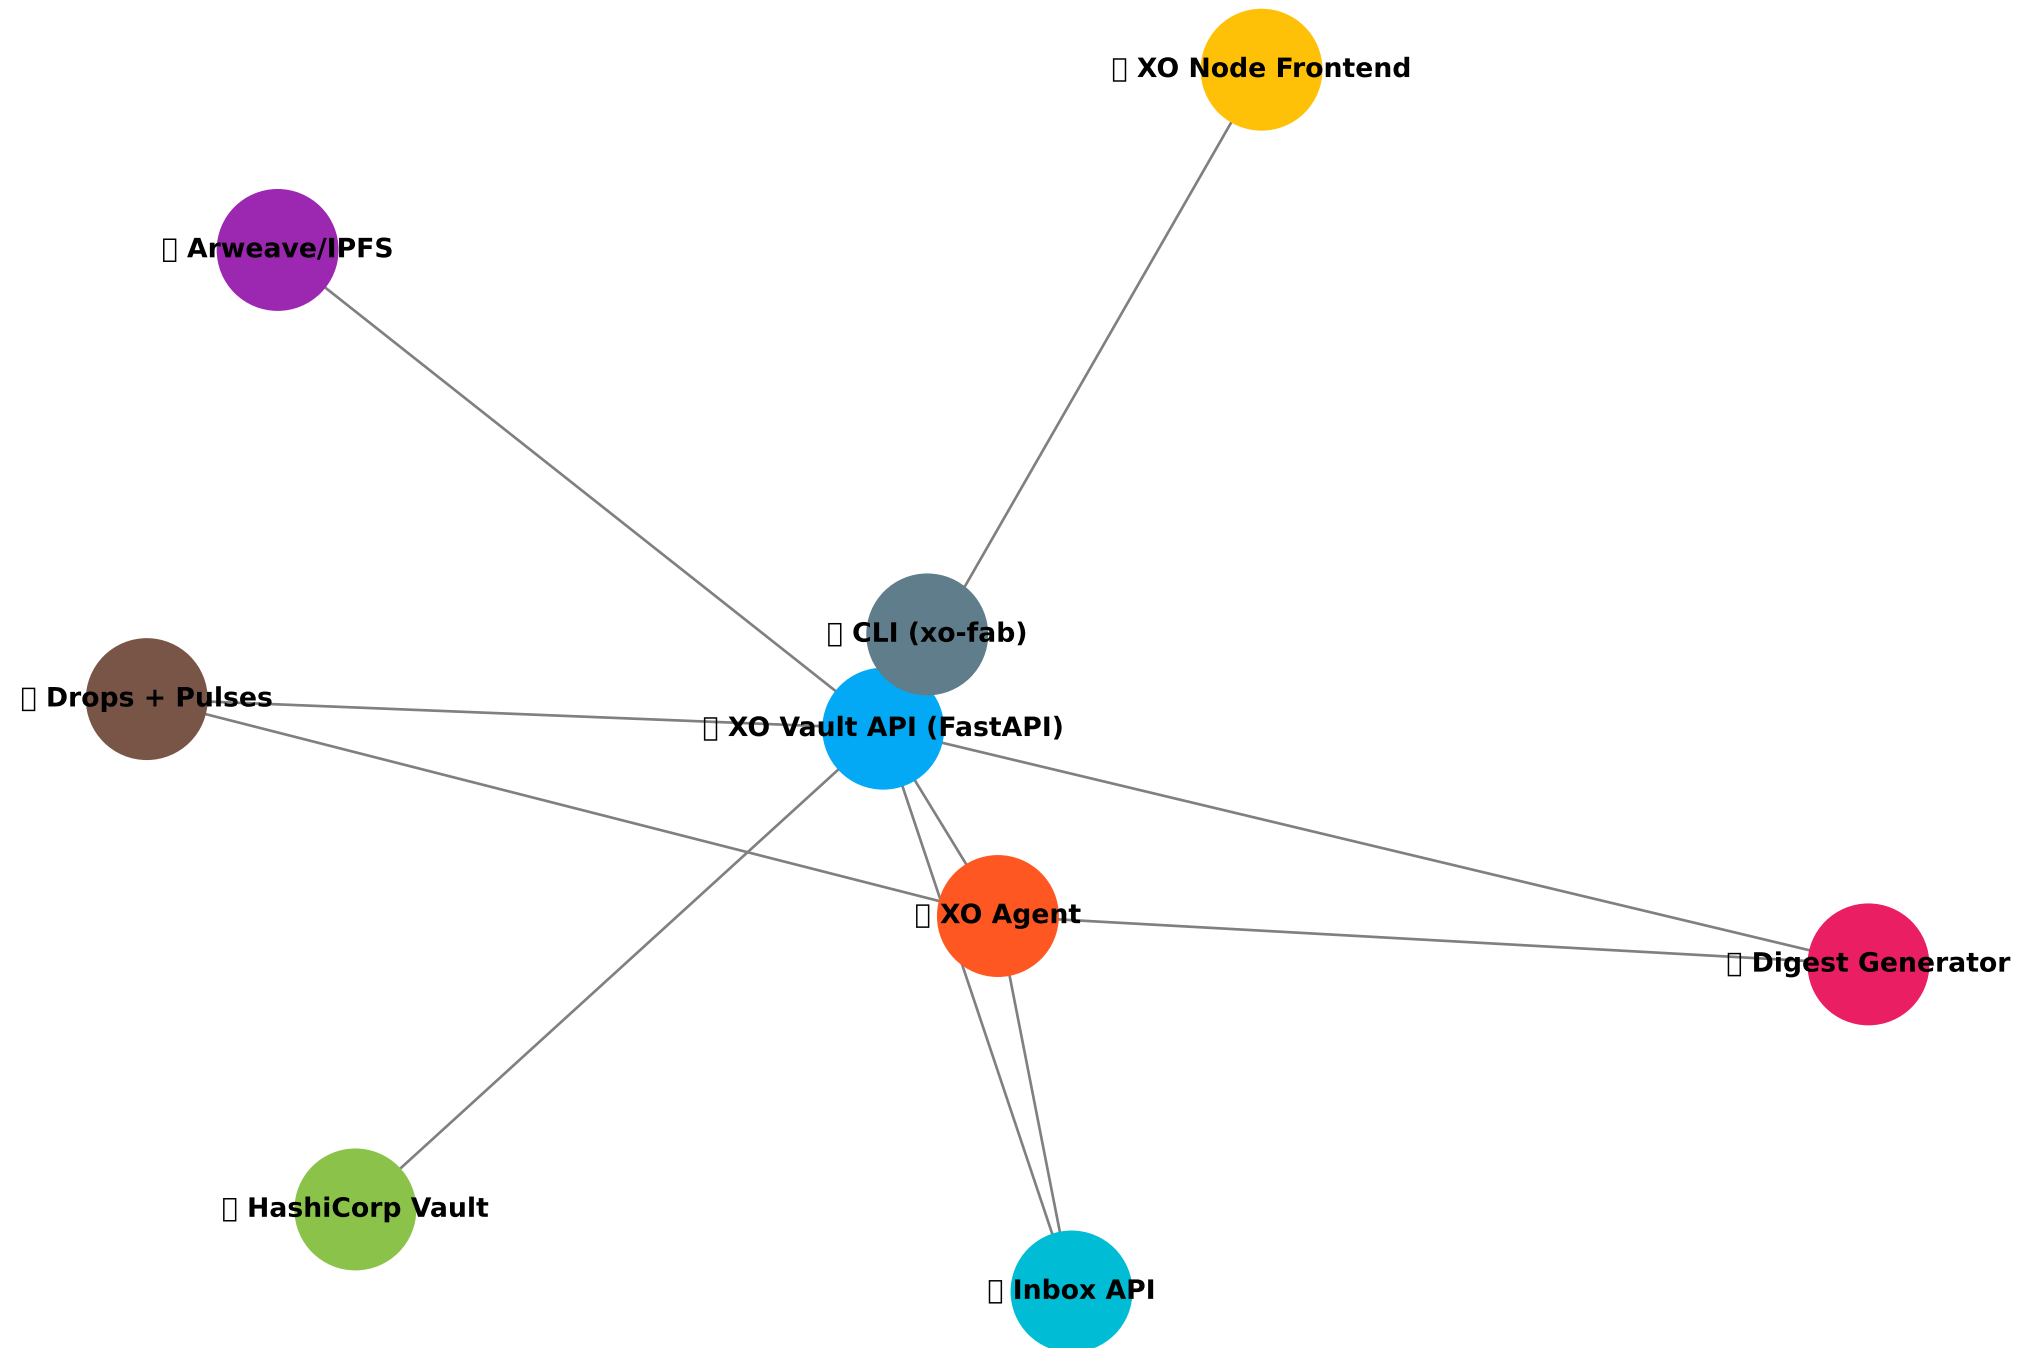 XO Node Frontend
Arweave/IPFS
CLI (xo-fab)
Drops + Pulses
XO Vault API (FastAPI)
XO Agent
Digest Generator
HashiCorp Vault
Inbox API